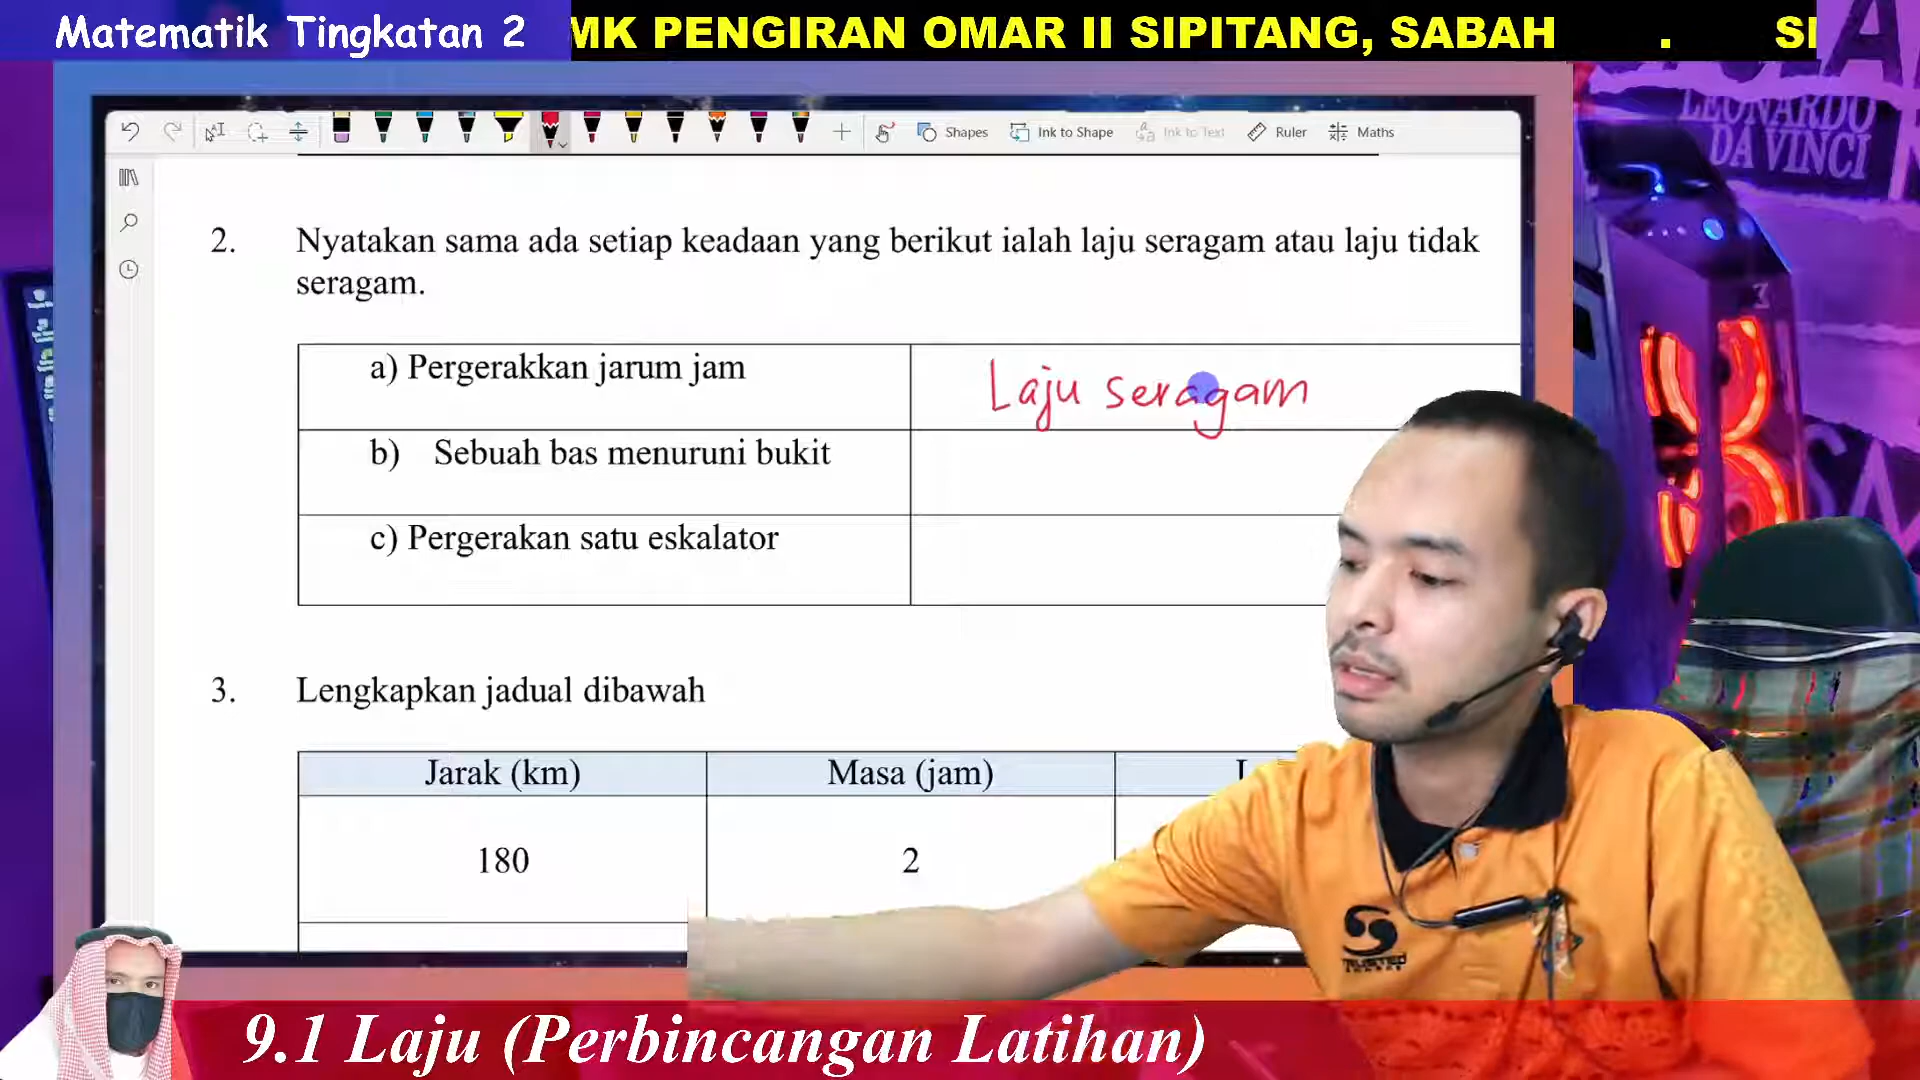 Matematik Tingkatan 2
MK PENGIRAN OMAR II SIPITANG, SABAH . SI
Shapes
Ink to Shape
Ink to Text
Ruler
Maths
LEONARDO
DA VINCI
2. Nyatakan sama ada setiap keadaan yang berikut ialah laju seragam atau laju tidak
seragam.
a) Pergerakkan jarum jam
Laju seragam
b) Sebuah bas menuruni bukit
c) Pergerakan satu eskalator
3. Lengkapkan jadual dibawah
Jarak (km)
Masa (jam)
180
2
9.1 Laju (Perbincangan Latihan)